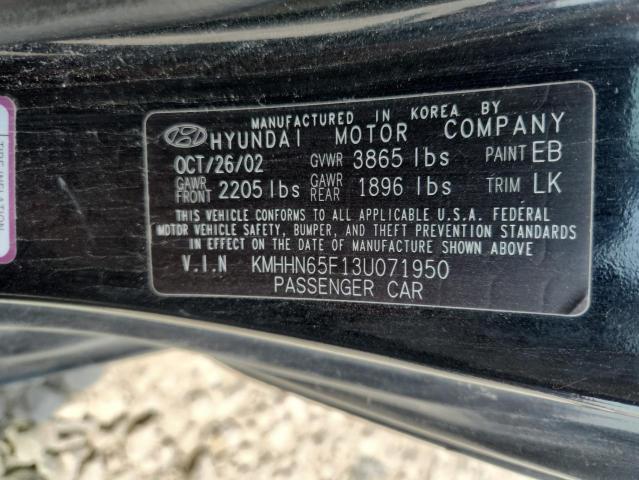 MANUFACTURED IN KOREA BY
HYUNDAI MOTOR COMPANY
OCT/26/02 GVWR 3865 lbs PAINT EB
GAWR FRONT 2205 lbs GAWR REAR 1896 lbs TRIM LK
THIS VEHICLE CONFORMS TO ALL APPLICABLE U.S.A. FEDERAL
MOTOR VEHICLE SAFETY, BUMPER, AND THEFT PREVENTION STANDARDS
IN EFFECT ON THE DATE OF MANUFACTURE SHOWN ABOVE.
V.I.N KMHHN65F13U071950
PASSENGER CAR
TIRE INFLATION